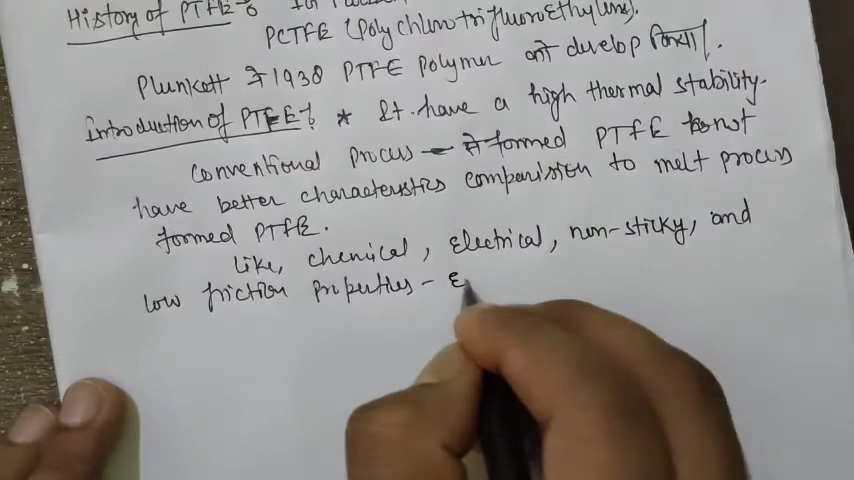 History of PTFE-
PCTFE (Polychlorotrifluoroethylene).
Plunkett ने 1938 PTFE Polymer को develop किया।
Introduction of PTFE:- * It have a high thermal stability.
Conventional Process — से formed PTFE not
have better characteristics comparision to melt process
formed PTFE.
like, chemical, Electrical, non-sticky, and
low friction properties - E